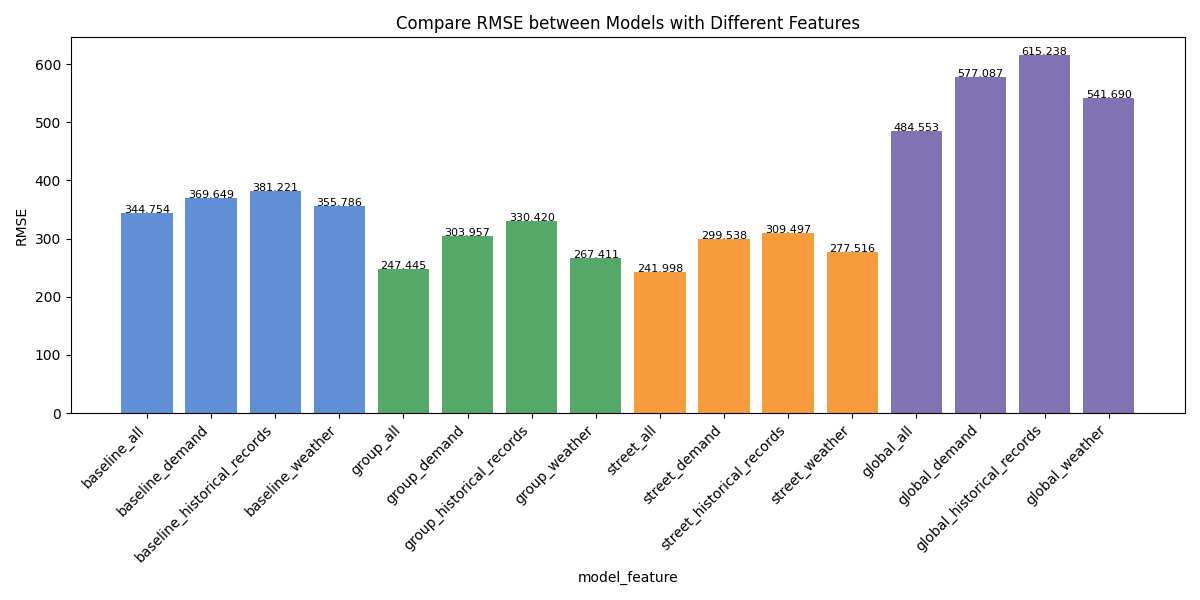 Compare RMSE between Models with Different Features
RMSE
600
500
400
300
200
100
0
344.754
369.649
381.221
355.786
247.445
303.957
330.420
267.411
241.998
299.538
309.497
277.516
484.553
577.087
615.238
541.690
baseline_all
baseline_demand
baseline_historical_records
baseline_weather
group_all
group_demand
group_historical_records
group_weather
street_all
street_demand
street_historical_records
street_weather
global_all
global_demand
global_historical_records
global_weather
model_feature